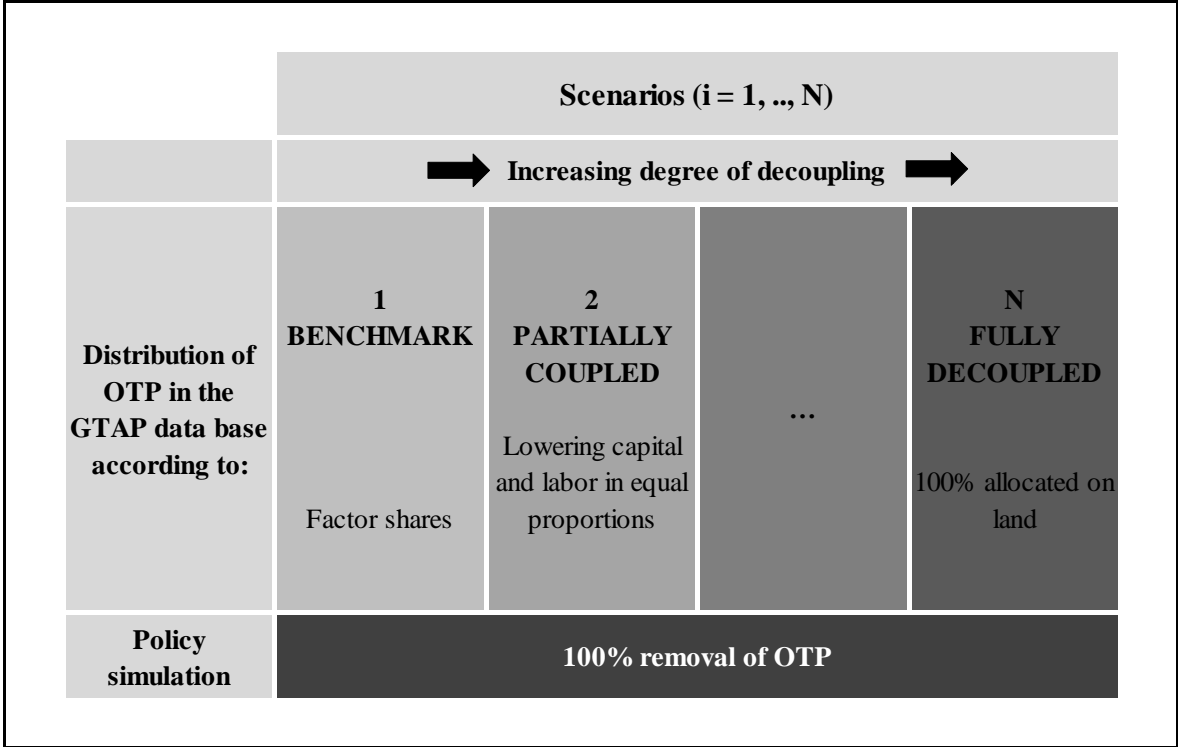 Scenarios (i = 1, .., N)
Increasing degree of decoupling
Distribution of
OTP in the
GTAP data base
according to:
1
BENCHMARK
Factor shares
2
PARTIALLY
COUPLED
Lowering capital
and labor in equal
proportions
…
N
FULLY
DECOUPLED
100% allocated on
land
Policy
simulation
100% removal of OTP